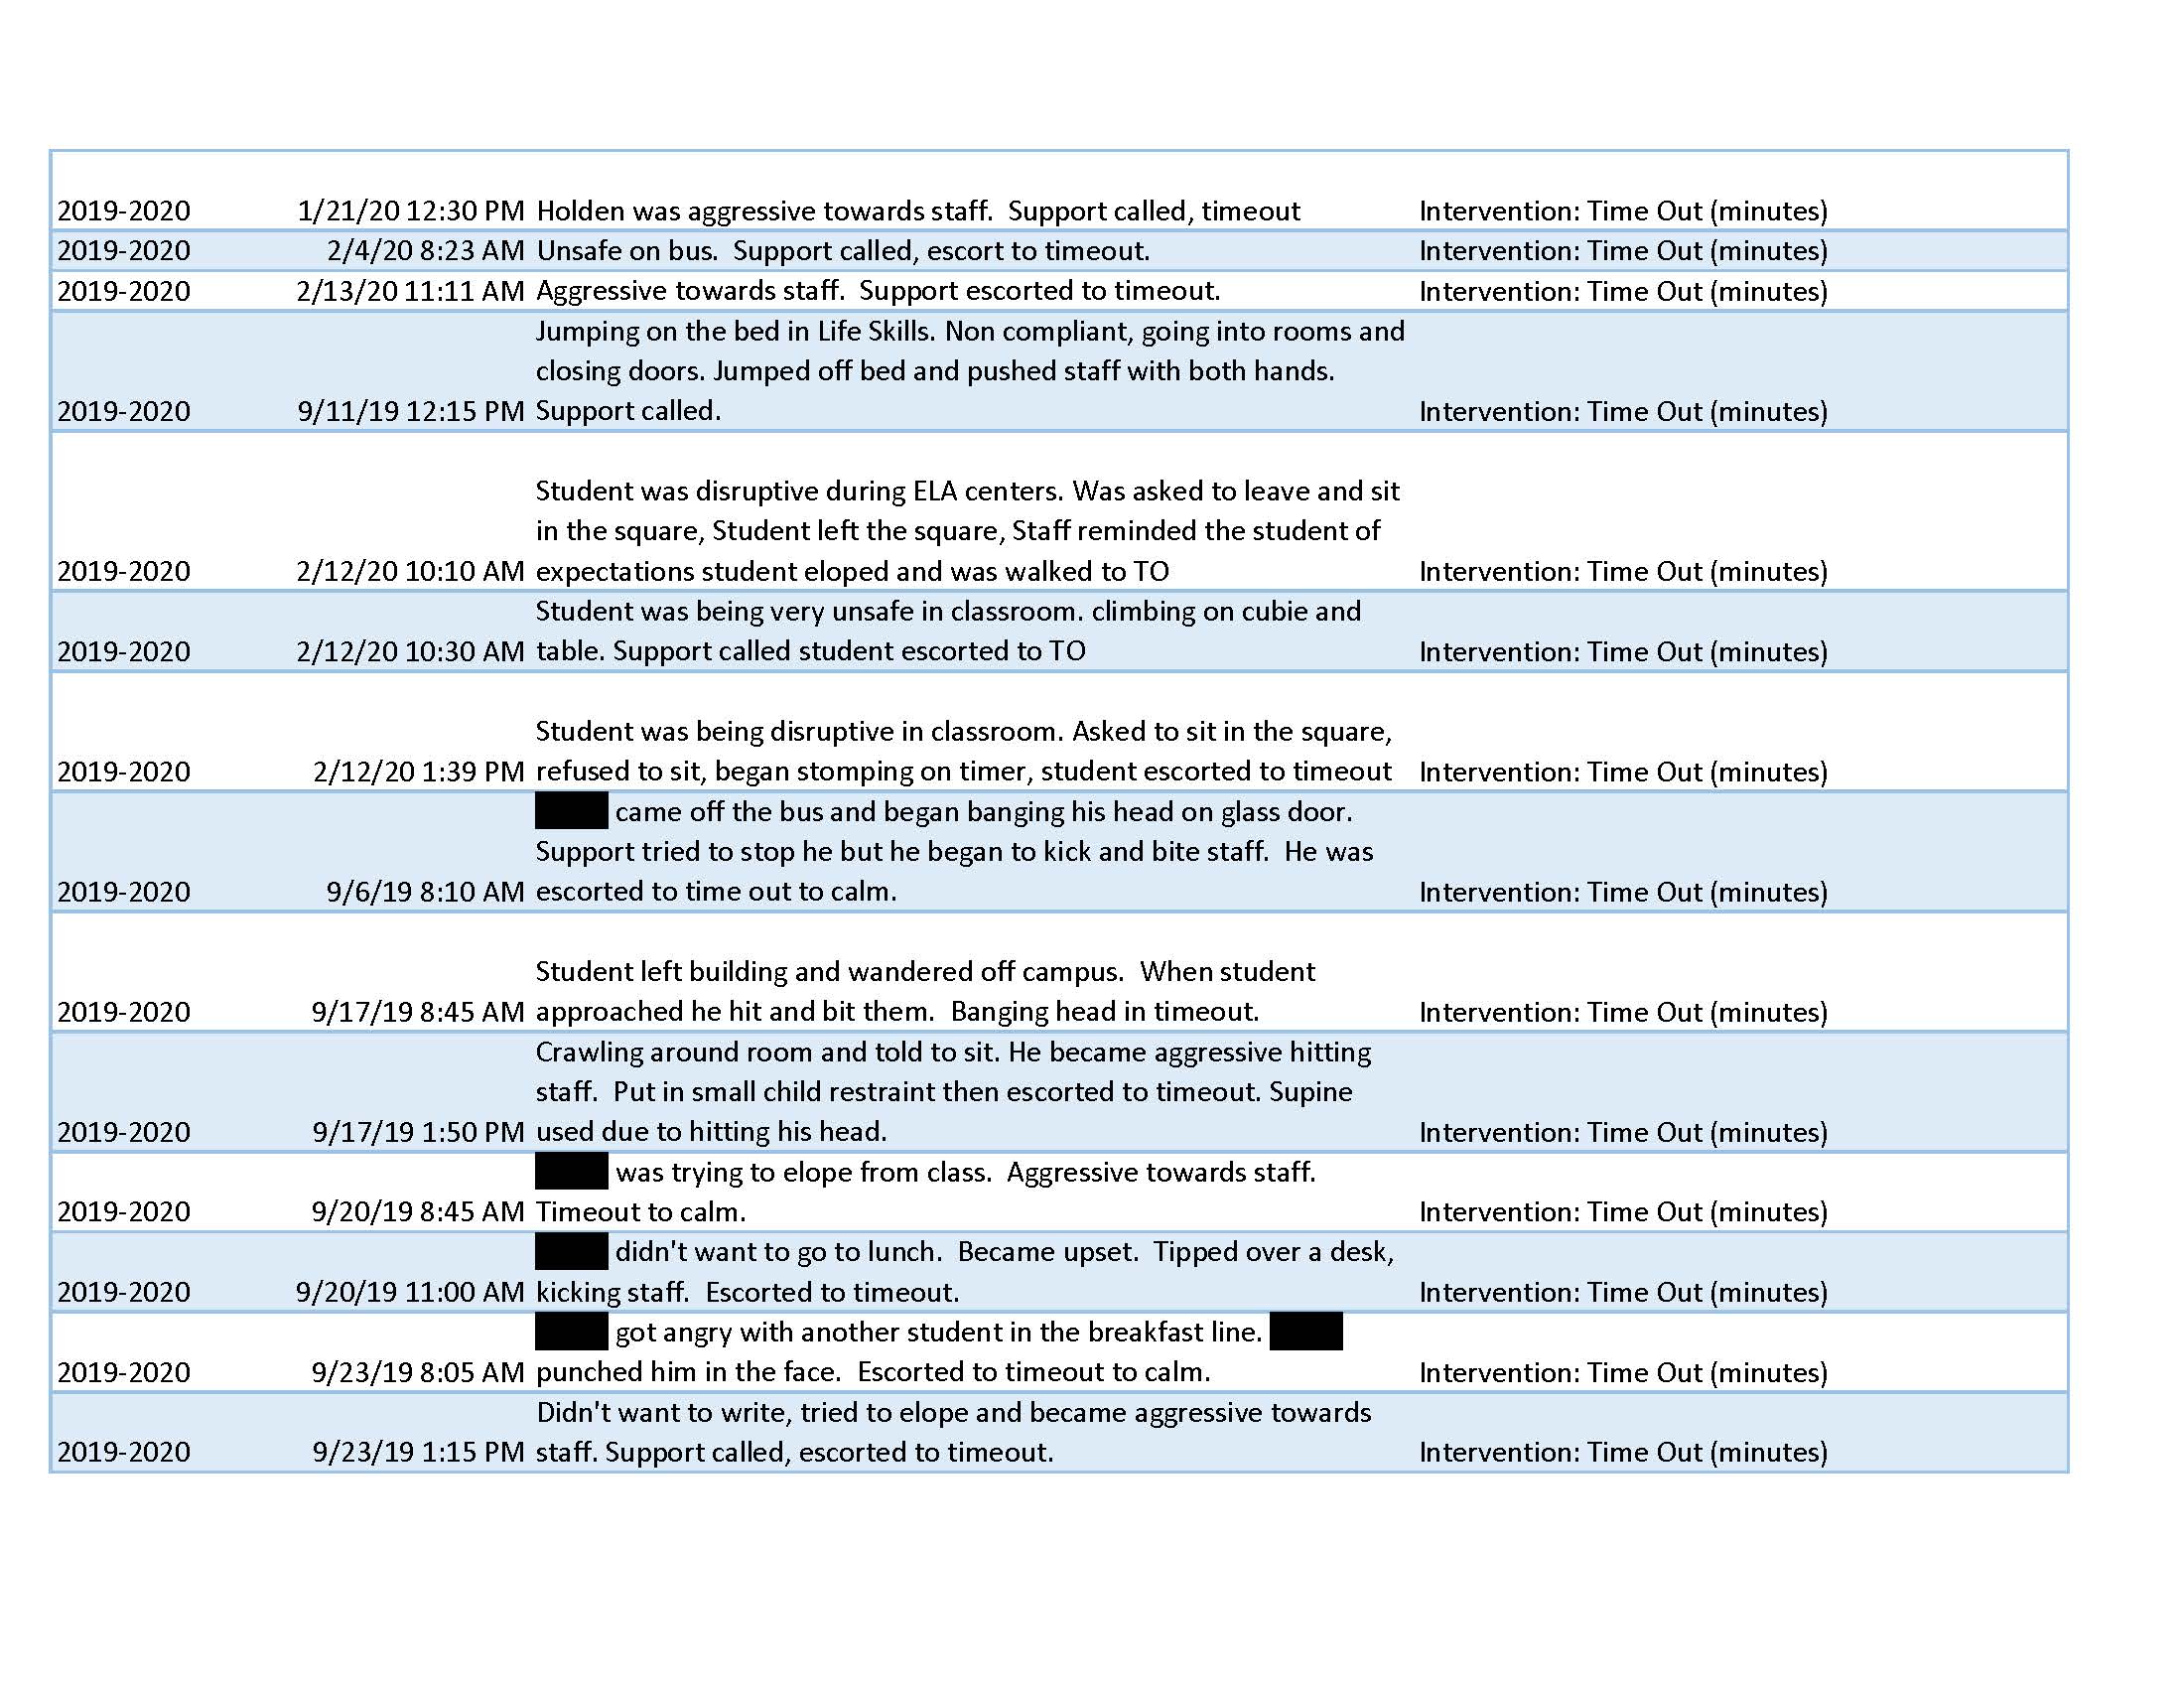 2019-2020 1/21/20 12:30 PM Holden was aggressive towards staff.  Support called, timeout Intervention: Time Out (minutes)
2019-2020 2/4/20 8:23 AM Unsafe on bus.  Support called, escort to timeout. Intervention: Time Out (minutes)
2019-2020 2/13/20 11:11 AM Aggressive towards staff.  Support escorted to timeout. Intervention: Time Out (minutes)
Jumping on the bed in Life Skills. Non compliant, going into rooms and
closing doors. Jumped off bed and pushed staff with both hands.
2019-2020 9/11/19 12:15 PM Support called. Intervention: Time Out (minutes)
Student was disruptive during ELA centers. Was asked to leave and sit
in the square, Student left the square, Staff reminded the student of
2019-2020 2/12/20 10:10 AM expectations student eloped and was walked to TO Intervention: Time Out (minutes)
Student was being very unsafe in classroom. climbing on cubie and
2019-2020 2/12/20 10:30 AM table. Support called student escorted to TO Intervention: Time Out (minutes)
Student was being disruptive in classroom. Asked to sit in the square,
2019-2020 2/12/20 1:39 PM refused to sit, began stomping on timer, student escorted to timeout Intervention: Time Out (minutes)
came off the bus and began banging his head on glass door.
Support tried to stop he but he began to kick and bite staff.  He was
2019-2020 9/6/19 8:10 AM escorted to time out to calm. Intervention: Time Out (minutes)
Student left building and wandered off campus.  When student
2019-2020 9/17/19 8:45 AM approached he hit and bit them.  Banging head in timeout. Intervention: Time Out (minutes)
Crawling around room and told to sit. He became aggressive hitting
staff.  Put in small child restraint then escorted to timeout. Supine
2019-2020 9/17/19 1:50 PM used due to hitting his head. Intervention: Time Out (minutes)
was trying to elope from class.  Aggressive towards staff.
2019-2020 9/20/19 8:45 AM Timeout to calm. Intervention: Time Out (minutes)
didn't want to go to lunch.  Became upset.  Tipped over a desk,
2019-2020 9/20/19 11:00 AM kicking staff.  Escorted to timeout. Intervention: Time Out (minutes)
got angry with another student in the breakfast line.
2019-2020 9/23/19 8:05 AM punched him in the face.  Escorted to timeout to calm. Intervention: Time Out (minutes)
Didn't want to write, tried to elope and became aggressive towards
2019-2020 9/23/19 1:15 PM staff. Support called, escorted to timeout. Intervention: Time Out (minutes)